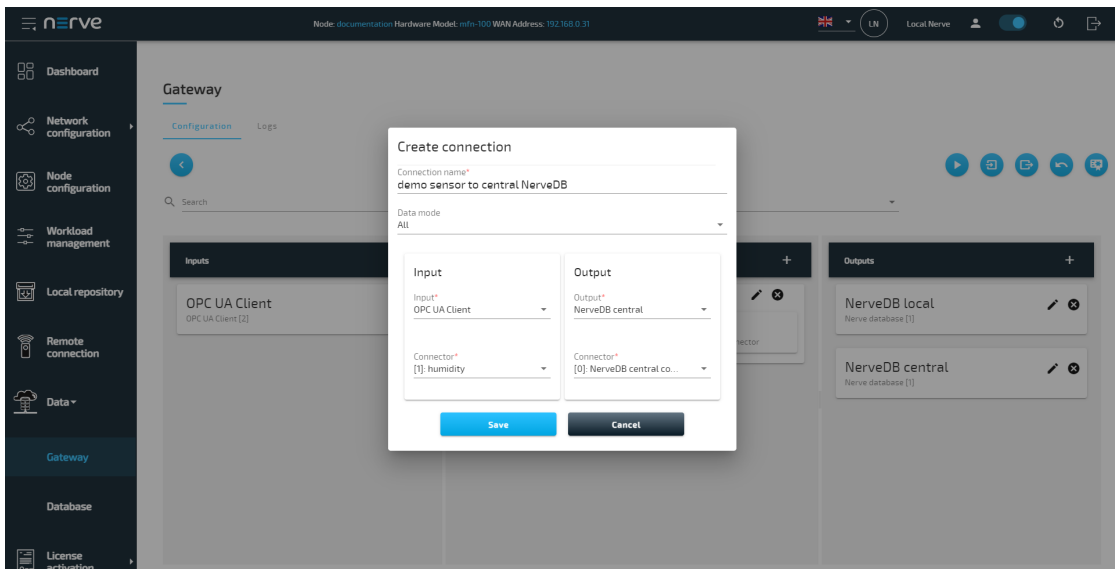 nerve
Node: documentation Hardware Model: mfn-100 WAN Address: 192.168.0.31
LN
Local Nerve
Dashboard
Network
configuration
Node
configuration
Workload
management
Local repository
Remote
connection
Data
Gateway
Database
License
activation
Gateway
Configuration Logs
Search
Inputs
OPC UA Client
OPC UA Client [2]
Create connection
Connection name*
demo sensor to central NerveDB
Data mode
All
Input
Input*
OPC UA Client
Connector*
[1]: humidity
Output
Output*
NerveDB central
Connector*
[0]: NerveDB central co...
Save Cancel
+
Outputs +
NerveDB local
Nerve database [1]
NerveDB central
Nerve database [1]